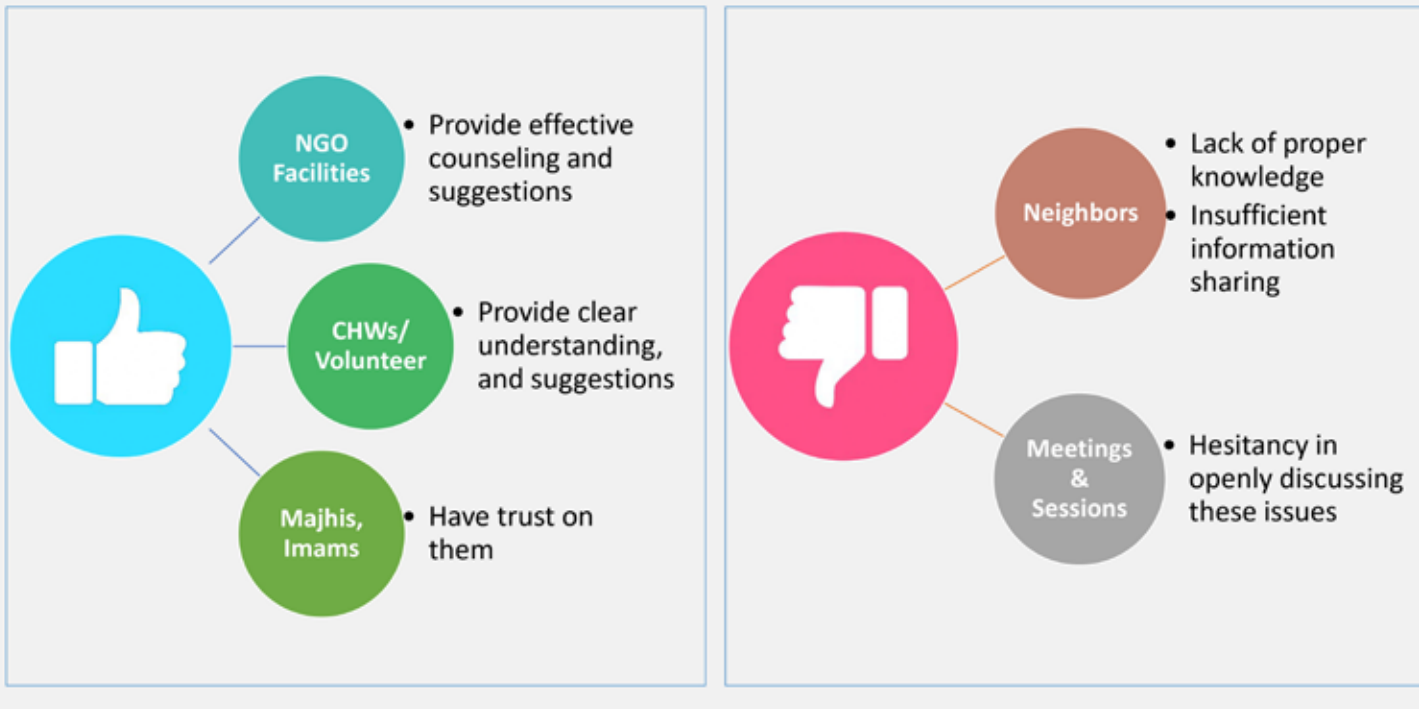 NGO
Facilities
• Provide effective
counseling and
suggestions
CHWs/
Volunteer
• Provide clear
understanding,
and suggestions
Majhis,
Imams
• Have trust on
them
Neighbors
• Lack of proper
knowledge
• Insufficient
information
sharing
Meetings
&
Sessions
• Hesitancy in
openly discussing
these issues